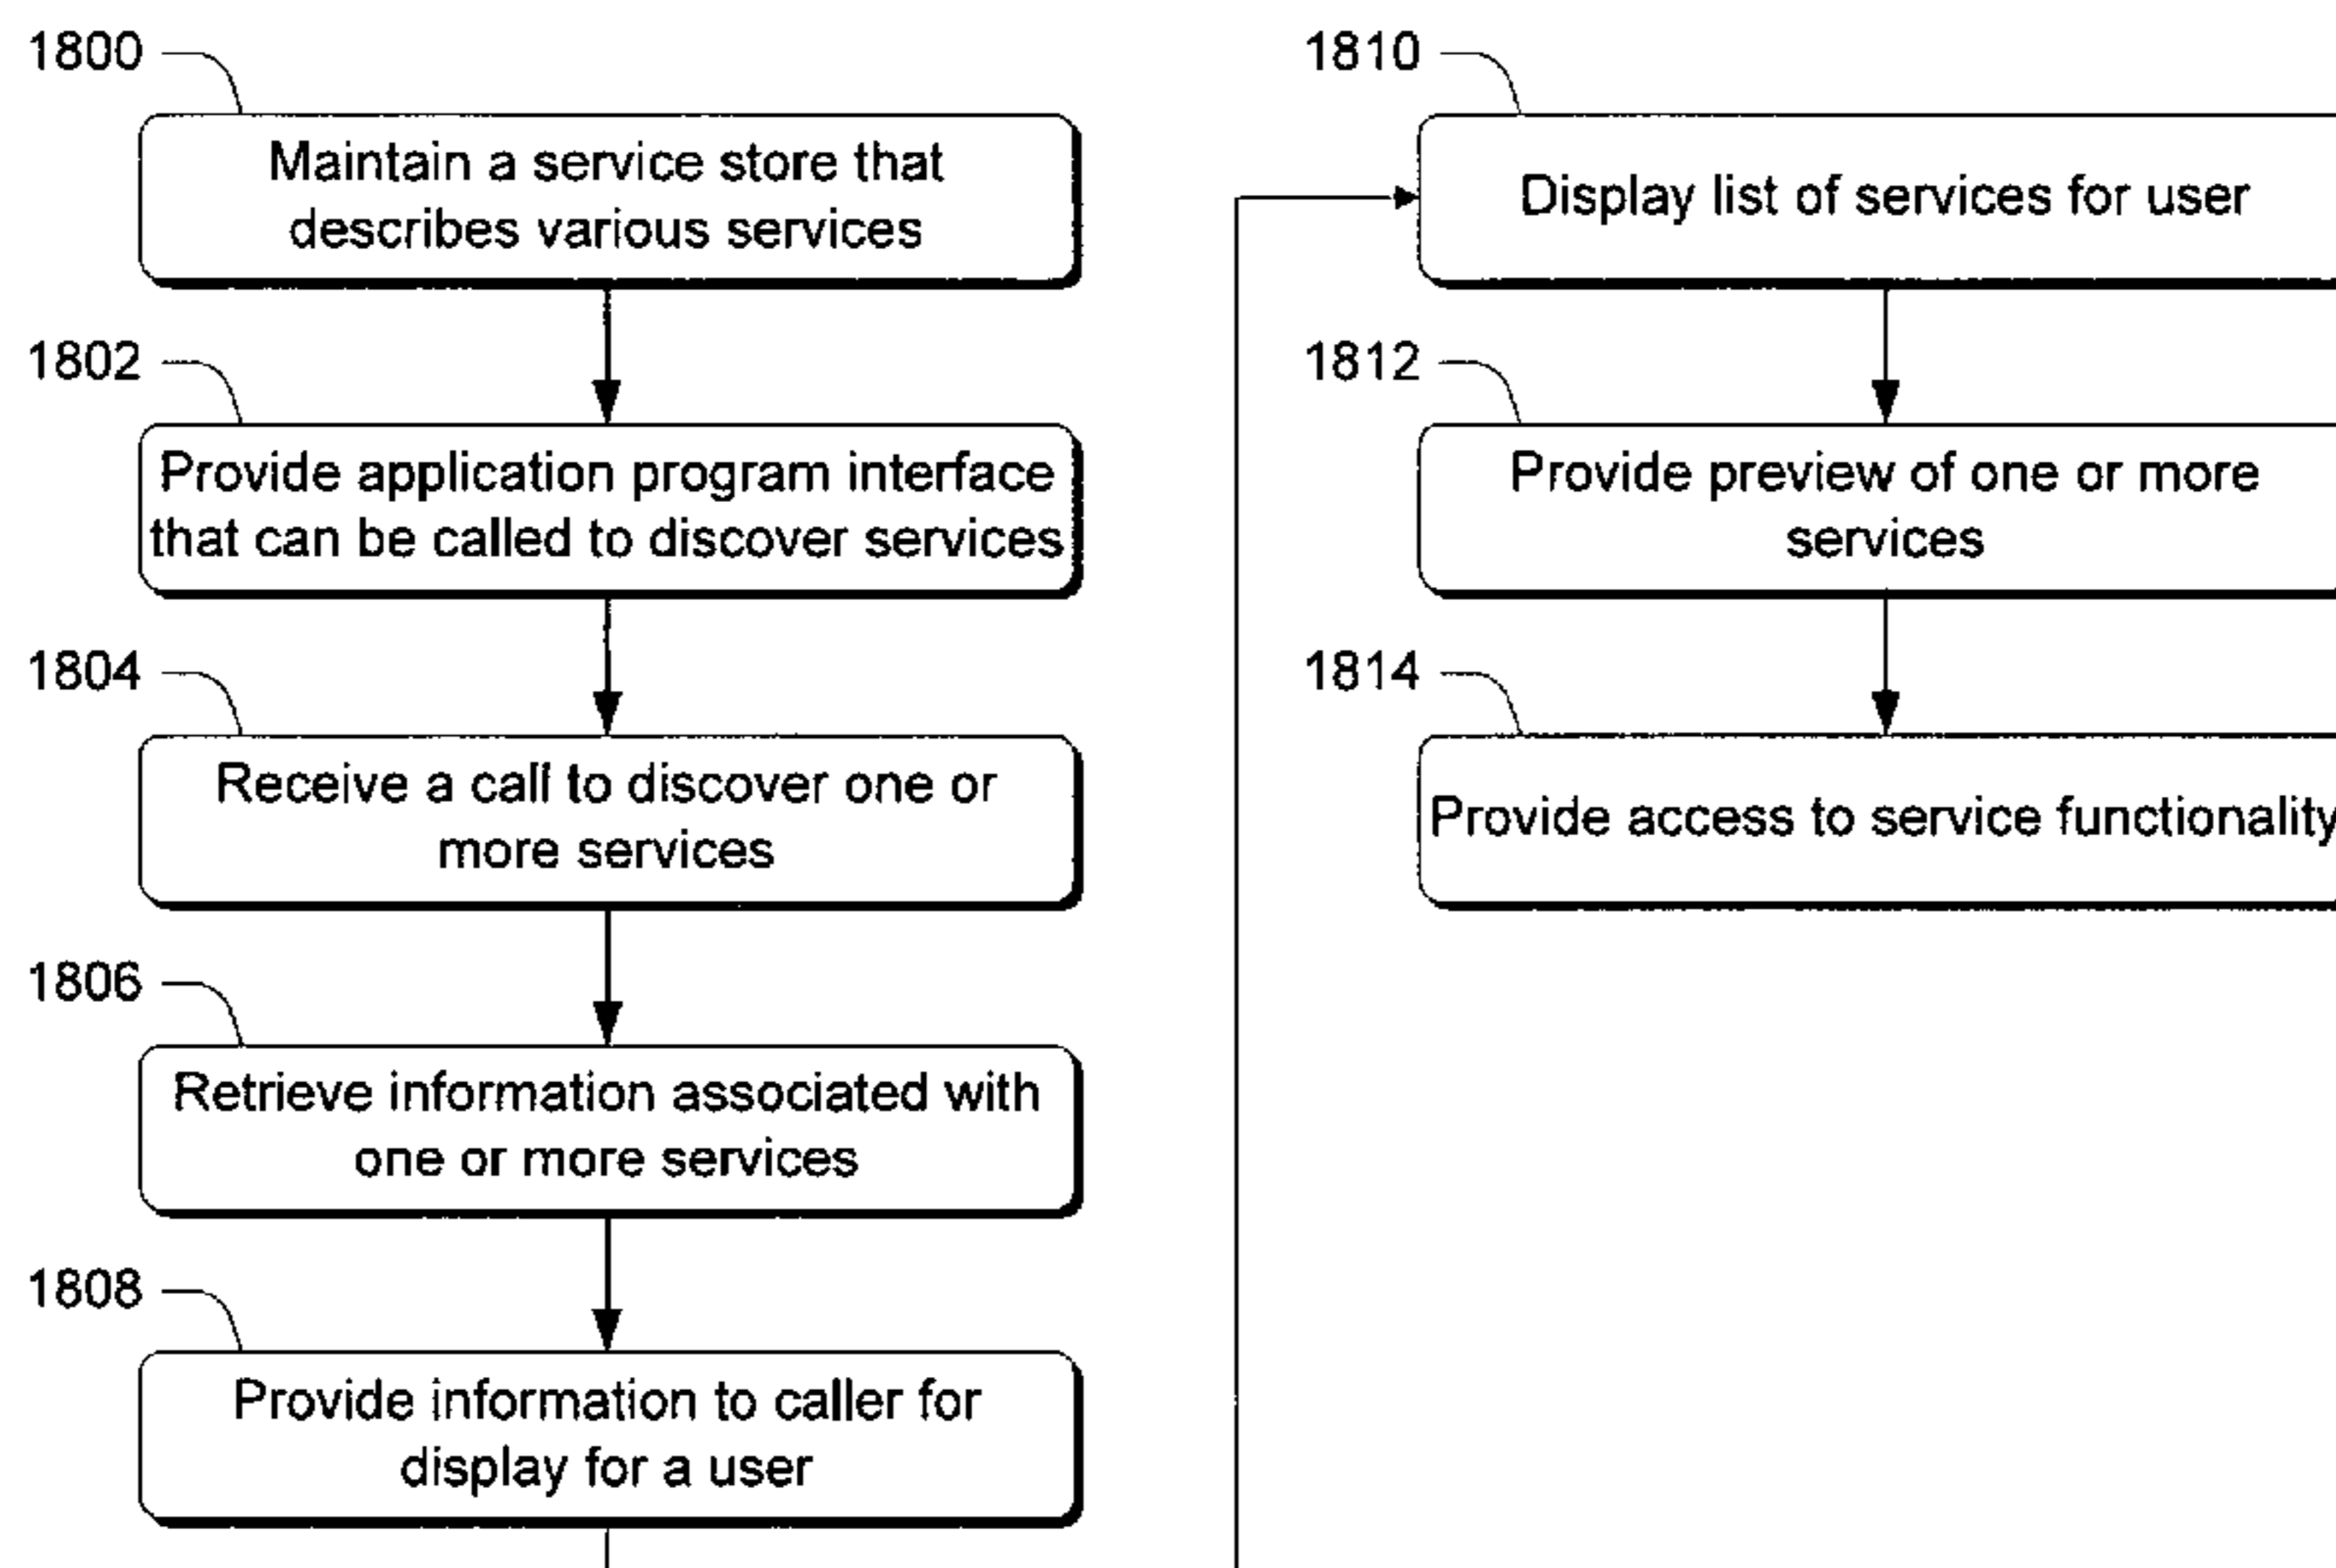 1800
Maintain a service store that
describes various services
1802
Provide application program interface
that can be called to discover services
1804
Receive a call to discover one or
more services
1806
Retrieve information associated with
one or more services
1808
Provide information to caller for
display for a user
1810
Display list of services for user
1812
Provide preview of one or more
services
1814
Provide access to service functionality